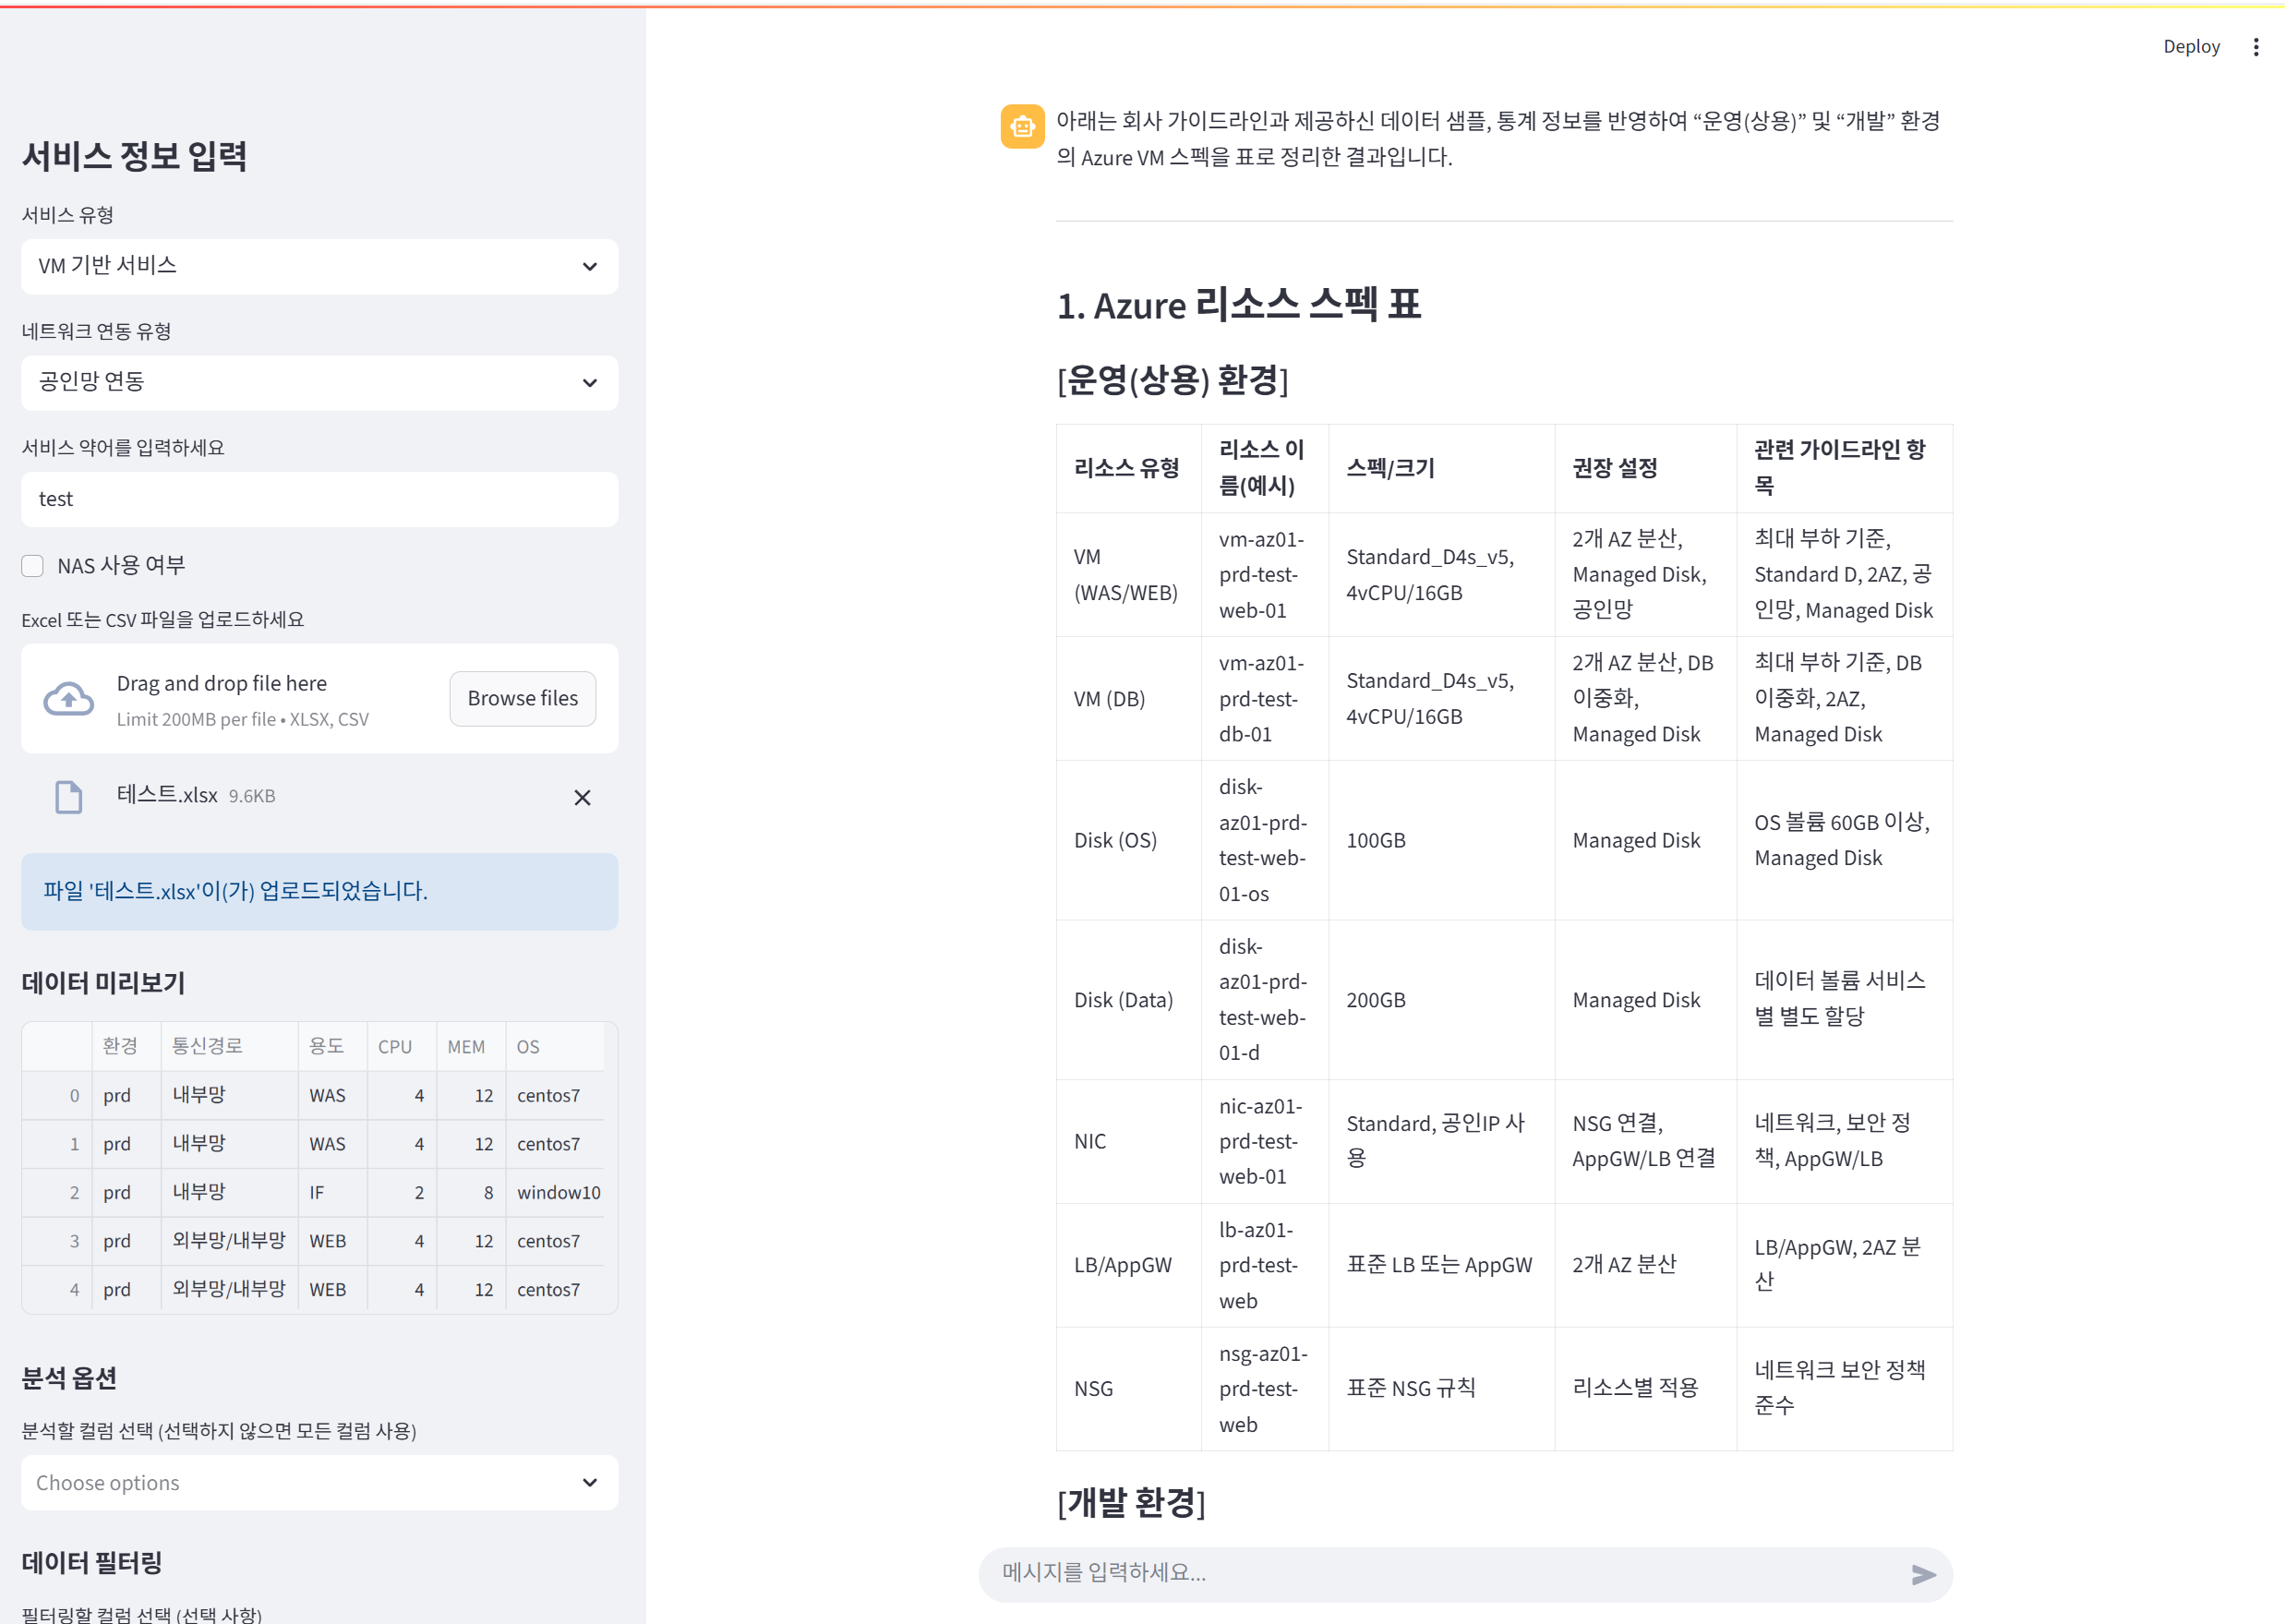 Deploy
서비스 정보 입력
서비스 유형
VM 기반 서비스
네트워크 연동 유형
공인망 연동
서비스 약어를 입력하세요
test
NAS 사용 여부
Excel 또는 CSV 파일을 업로드하세요
Drag and drop file here
Limit 200MB per file • XLSX, CSV
Browse files
테스트.xlsx 9.6KB
파일 '테스트.xlsx'이(가) 업로드되었습니다.
데이터 미리보기
환경 통신경로 용도 CPU MEM OS
0 prd 내부망 WAS 4 12 centos7
1 prd 내부망 WAS 4 12 centos7
2 prd 내부망 IF 2 8 window10
3 prd 외부망/내부망 WEB 4 12 centos7
4 prd 외부망/내부망 WEB 4 12 centos7
분석 옵션
분석할 컬럼 선택 (선택하지 않으면 모든 컬럼 사용)
Choose options
데이터 필터링
필터링할 컬럼 선택 (선택 사항)
아래는 회사 가이드라인과 제공하신 데이터 샘플, 통계 정보를 반영하여 “운영(상용)” 및 “개발” 환경
의 Azure VM 스펙을 표로 정리한 결과입니다.
1. Azure 리소스 스펙 표
[운영(상용) 환경]
리소스 유형
리소스 이
름(예시)
스펙/크기
권장 설정
관련 가이드라인 항
목
VM
(WAS/WEB)
vm-az01-
prd-test-
web-01
Standard_D4s_v5,
4vCPU/16GB
2개 AZ 분산,
Managed Disk,
공인망
최대 부하 기준,
Standard D, 2AZ, 공
인망, Managed Disk
VM (DB)
vm-az01-
prd-test-
db-01
Standard_D4s_v5,
4vCPU/16GB
2개 AZ 분산, DB
이중화,
Managed Disk
최대 부하 기준, DB
이중화, 2AZ,
Managed Disk
Disk (OS)
disk-
az01-prd-
test-web-
01-os
100GB
Managed Disk
OS 볼륨 60GB 이상,
Managed Disk
Disk (Data)
disk-
az01-prd-
test-web-
01-d
200GB
Managed Disk
데이터 볼륨 서비스
별 별도 할당
NIC
nic-az01-
prd-test-
web-01
Standard, 공인IP 사
용
NSG 연결,
AppGW/LB 연결
네트워크, 보안 정
책, AppGW/LB
LB/AppGW
lb-az01-
prd-test-
web
표준 LB 또는 AppGW
2개 AZ 분산
LB/AppGW, 2AZ 분
산
NSG
nsg-az01-
prd-test-
web
표준 NSG 규칙
리소스별 적용
네트워크 보안 정책
준수
[개발 환경]
메시지를 입력하세요...